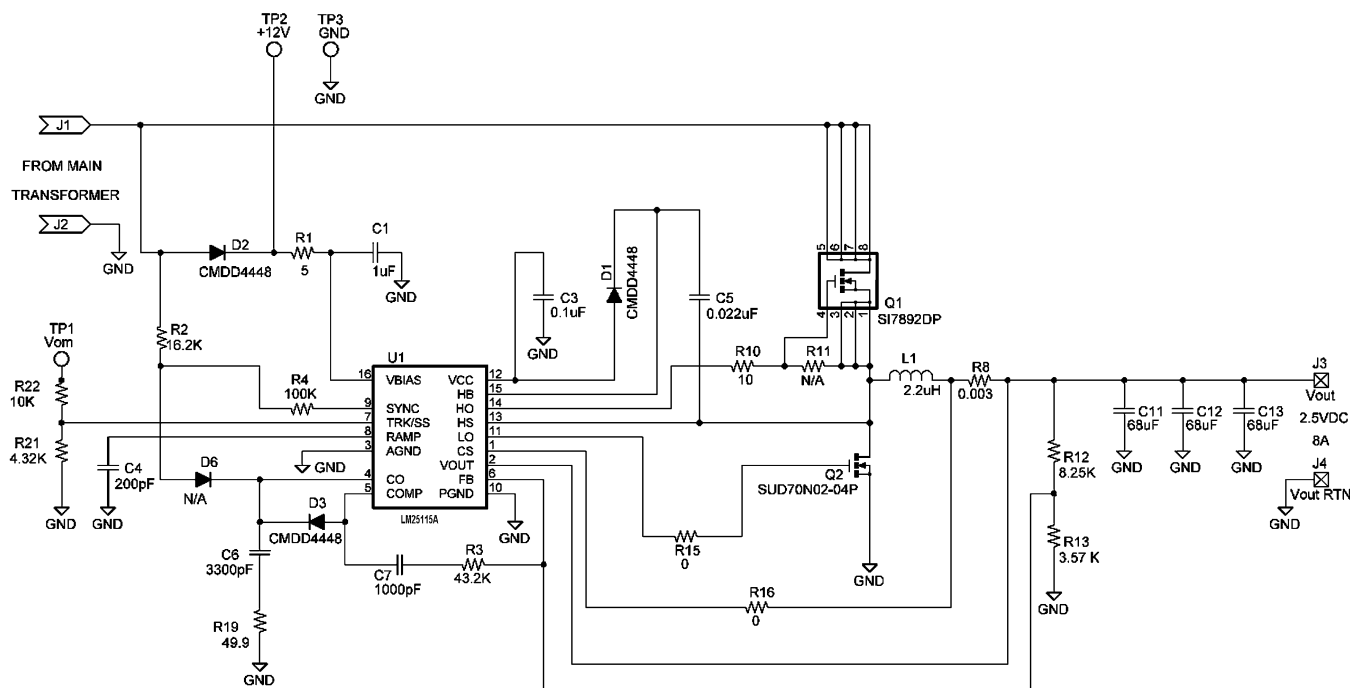 TP2
+12V
TP3
GND
GND
J1
FROM MAIN
TRANSFORMER
J2
GND
D2
CMDD4448
R1
5
C1
1uF
GND
C3
0.1uF
GND
D1
CMDD4448
C5
0.022uF
5
6
7
8
4
3
2
1
Q1
SI7892DP
TP1
Vom
R2
16.2K
R22
10K
R4
100K
R21
4.32K
GND
C4
200pF
GND
U1
16 VBIAS
9 SYNC
7 TRK/SS
8 RAMP
3 AGND
4 CO
5 COMP
VCC 12
HB 15
HO 14
HS 13
LO 11
CS 1
VOUT 2
FB 6
PGND 10
LM25115A
GND
GND
R10
10
R11
N/A
L1
2.2uH
R8
0.003
Q2
SUD70N02-04P
GND
C11
68uF
GND
C12
68uF
GND
C13
68uF
GND
J3
Vout
2.5VDC
8A
J4
Vout RTN
GND
R12
8.25K
R13
3.57 K
GND
D6
N/A
D3
CMDD4448
C6
3300pF
C7
1000pF
R3
43.2K
R15
0
R16
0
R19
49.9
GND